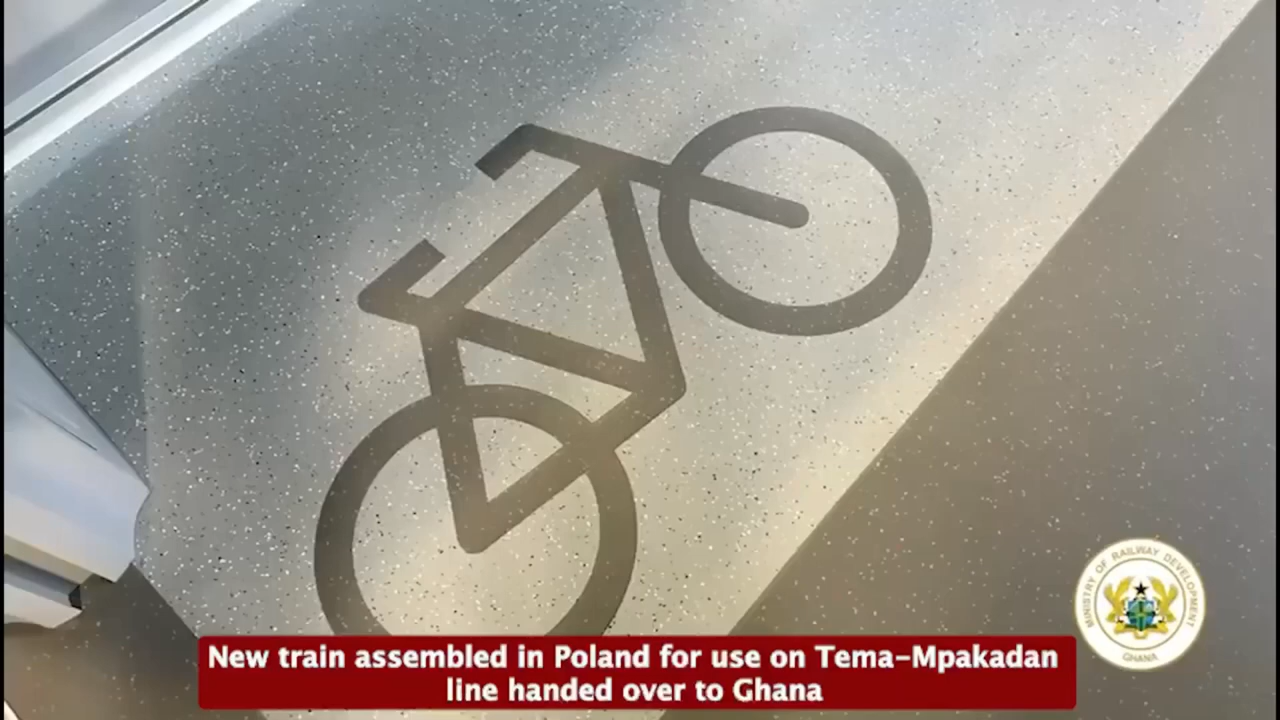 MINISTRY OF RAILWAY DEVELOPMENT
GHANA
New train assembled in Poland for use on Tema-Mpakadan
line handed over to Ghana